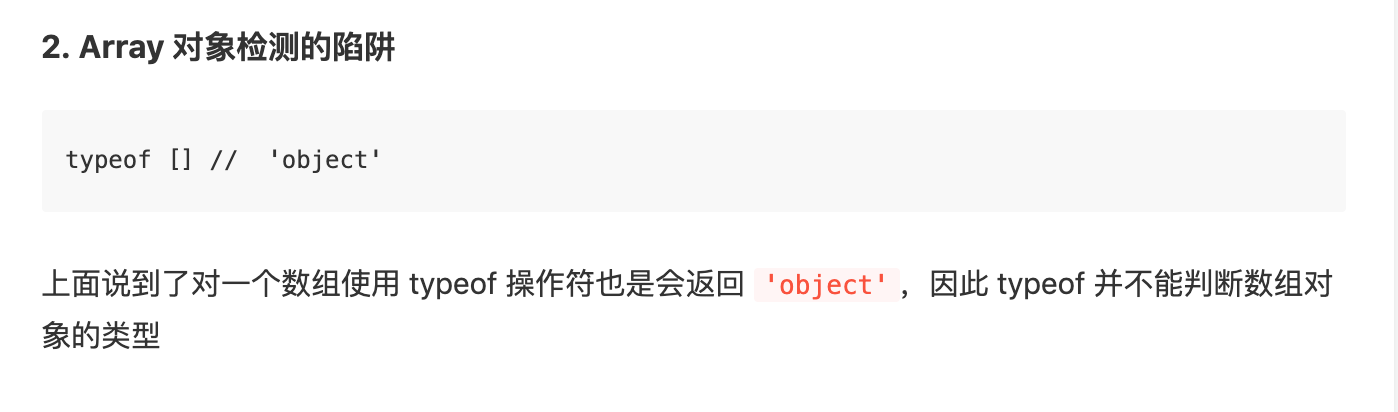 2. Array 对象检测的陷阱
typeof [] //  'object'
上面说到了对一个数组使用 typeof 操作符也是会返回 'object'，因此 typeof 并不能判断数组对
象的类型